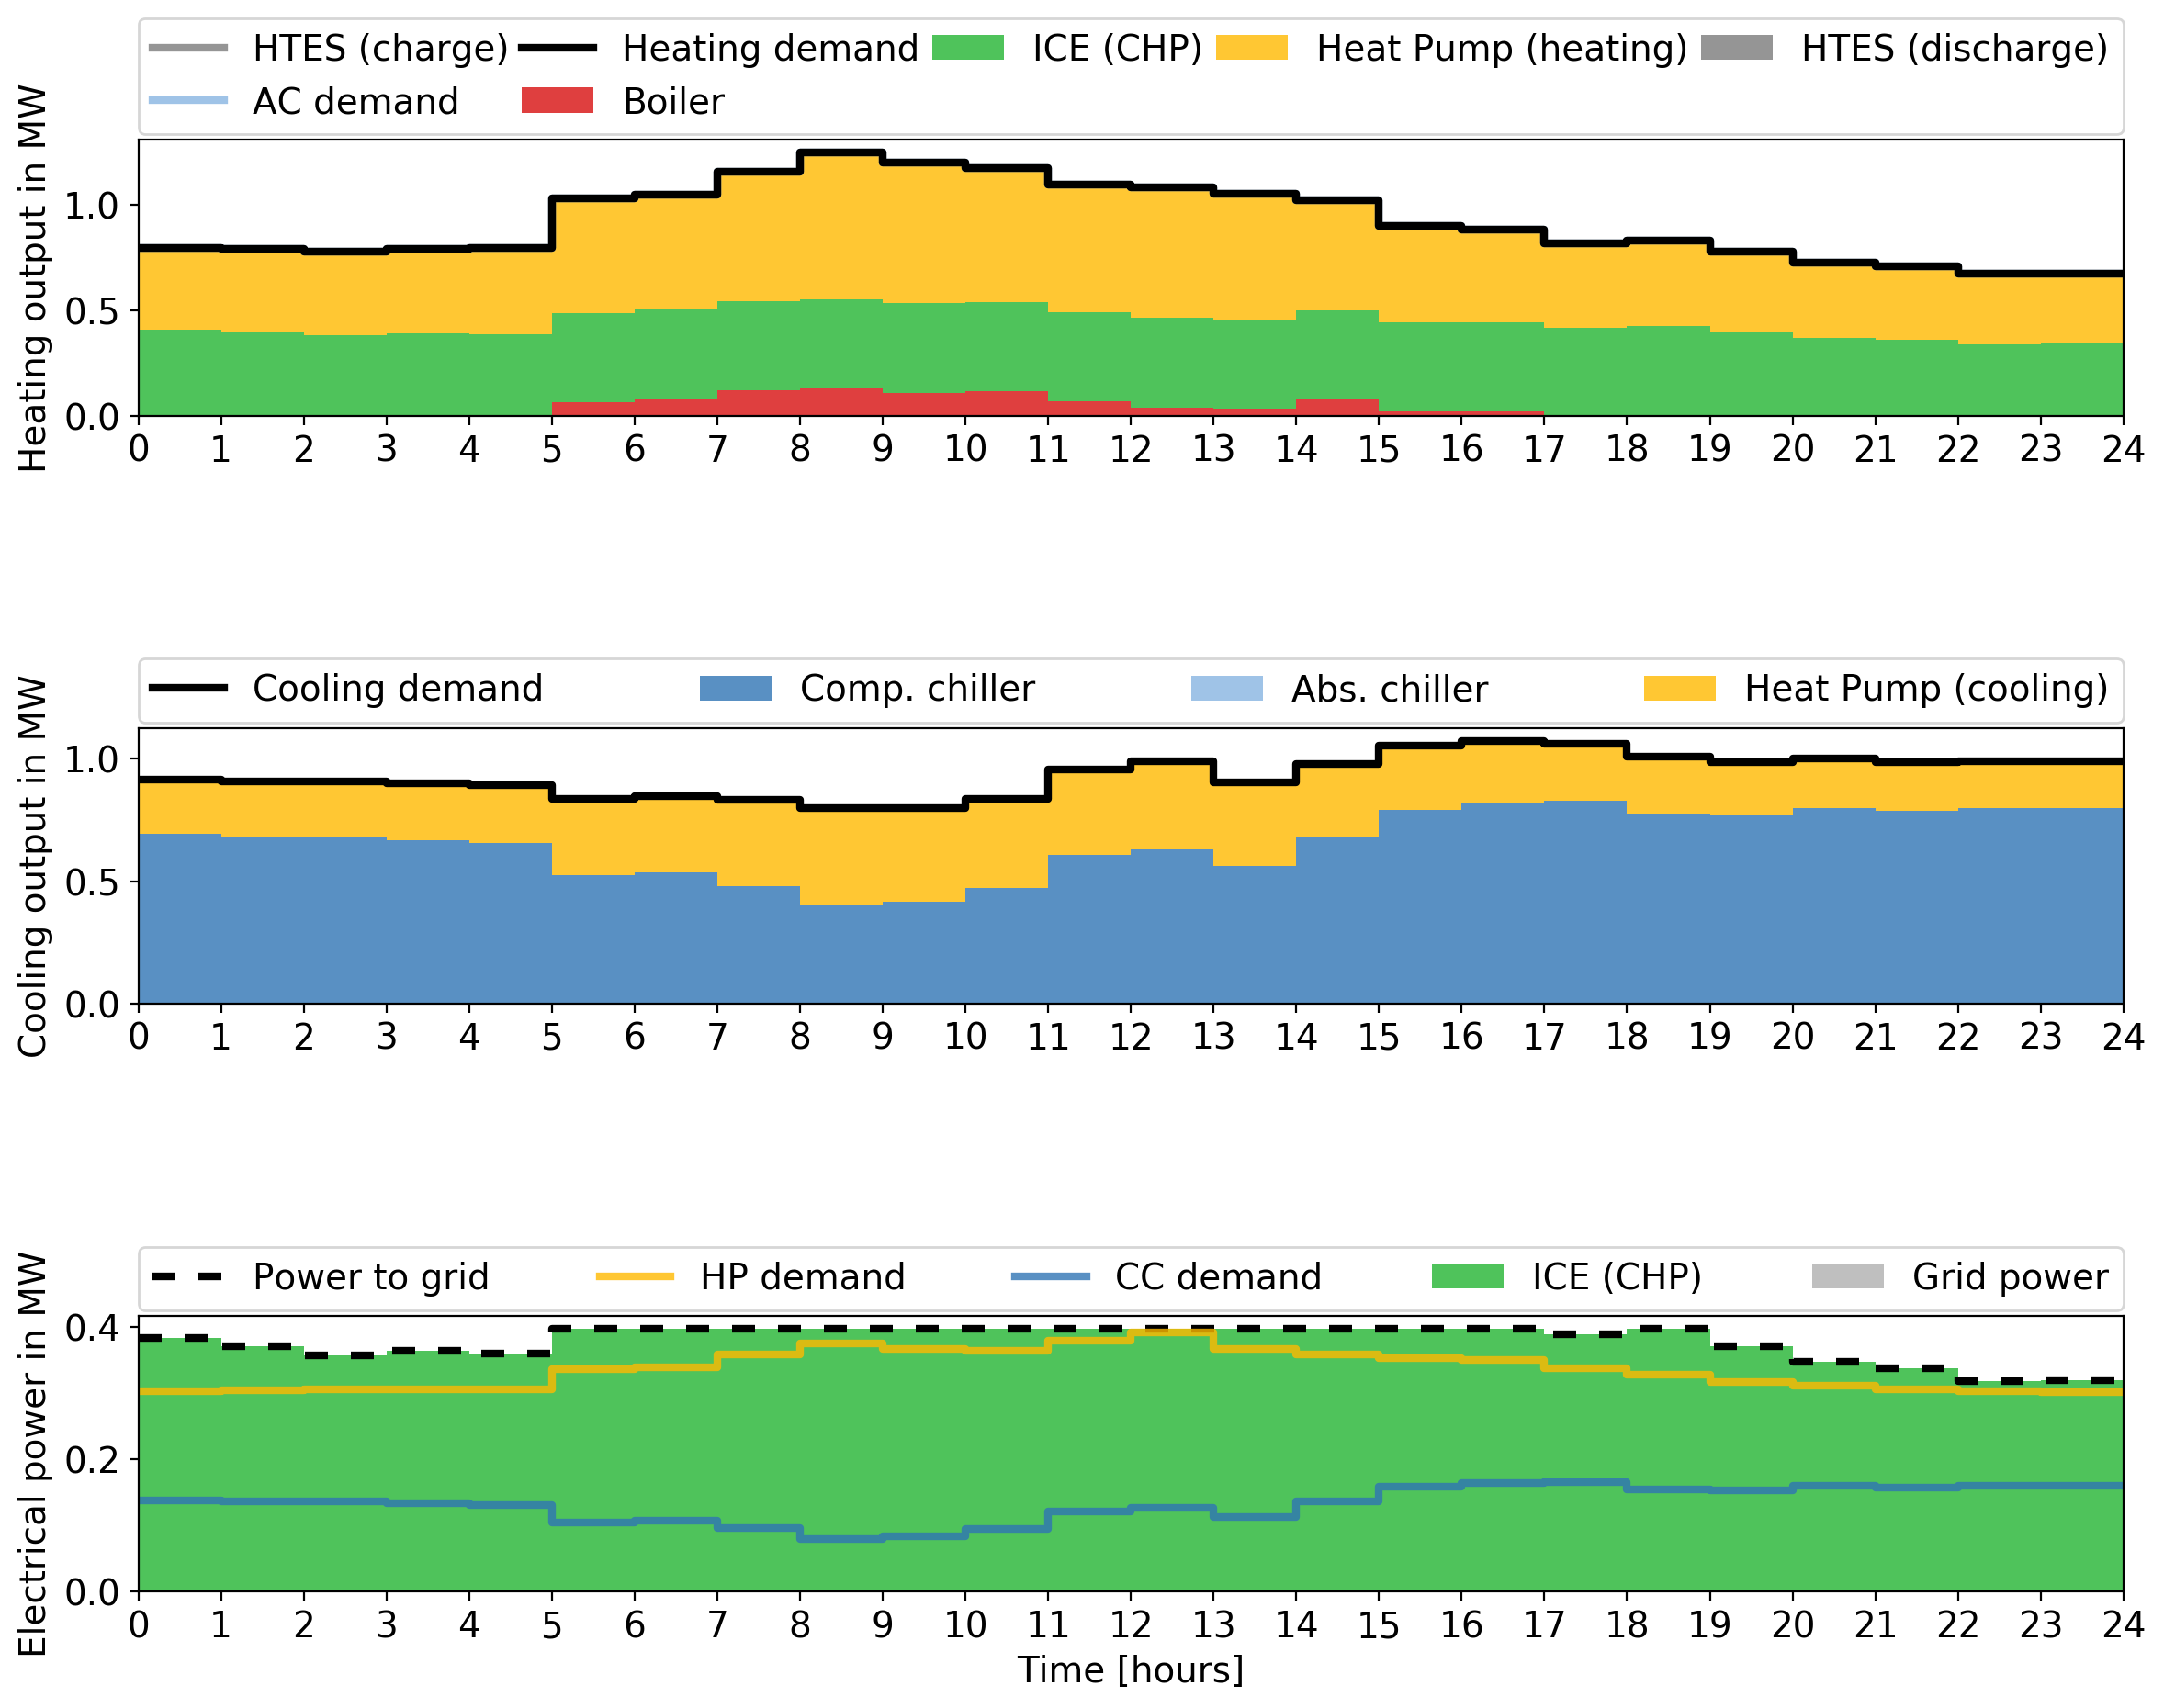 HTES (charge) Heating demand ICE (CHP) Heat Pump (heating) HTES (discharge)
AC demand Boiler
Heating output in MW
1.0
0.5
0.0
0 1 2 3 4 5 6 7 8 9 10 11 12 13 14 15 16 17 18 19 20 21 22 23 24
Cooling demand Comp. chiller Abs. chiller Heat Pump (cooling)
Cooling output in MW
1.0
0.5
0.0
0 1 2 3 4 5 6 7 8 9 10 11 12 13 14 15 16 17 18 19 20 21 22 23 24
Power to grid HP demand CC demand ICE (CHP) Grid power
Electrical power in MW
0.4
0.2
0.0
0 1 2 3 4 5 6 7 8 9 10 11 12 13 14 15 16 17 18 19 20 21 22 23 24
Time [hours]